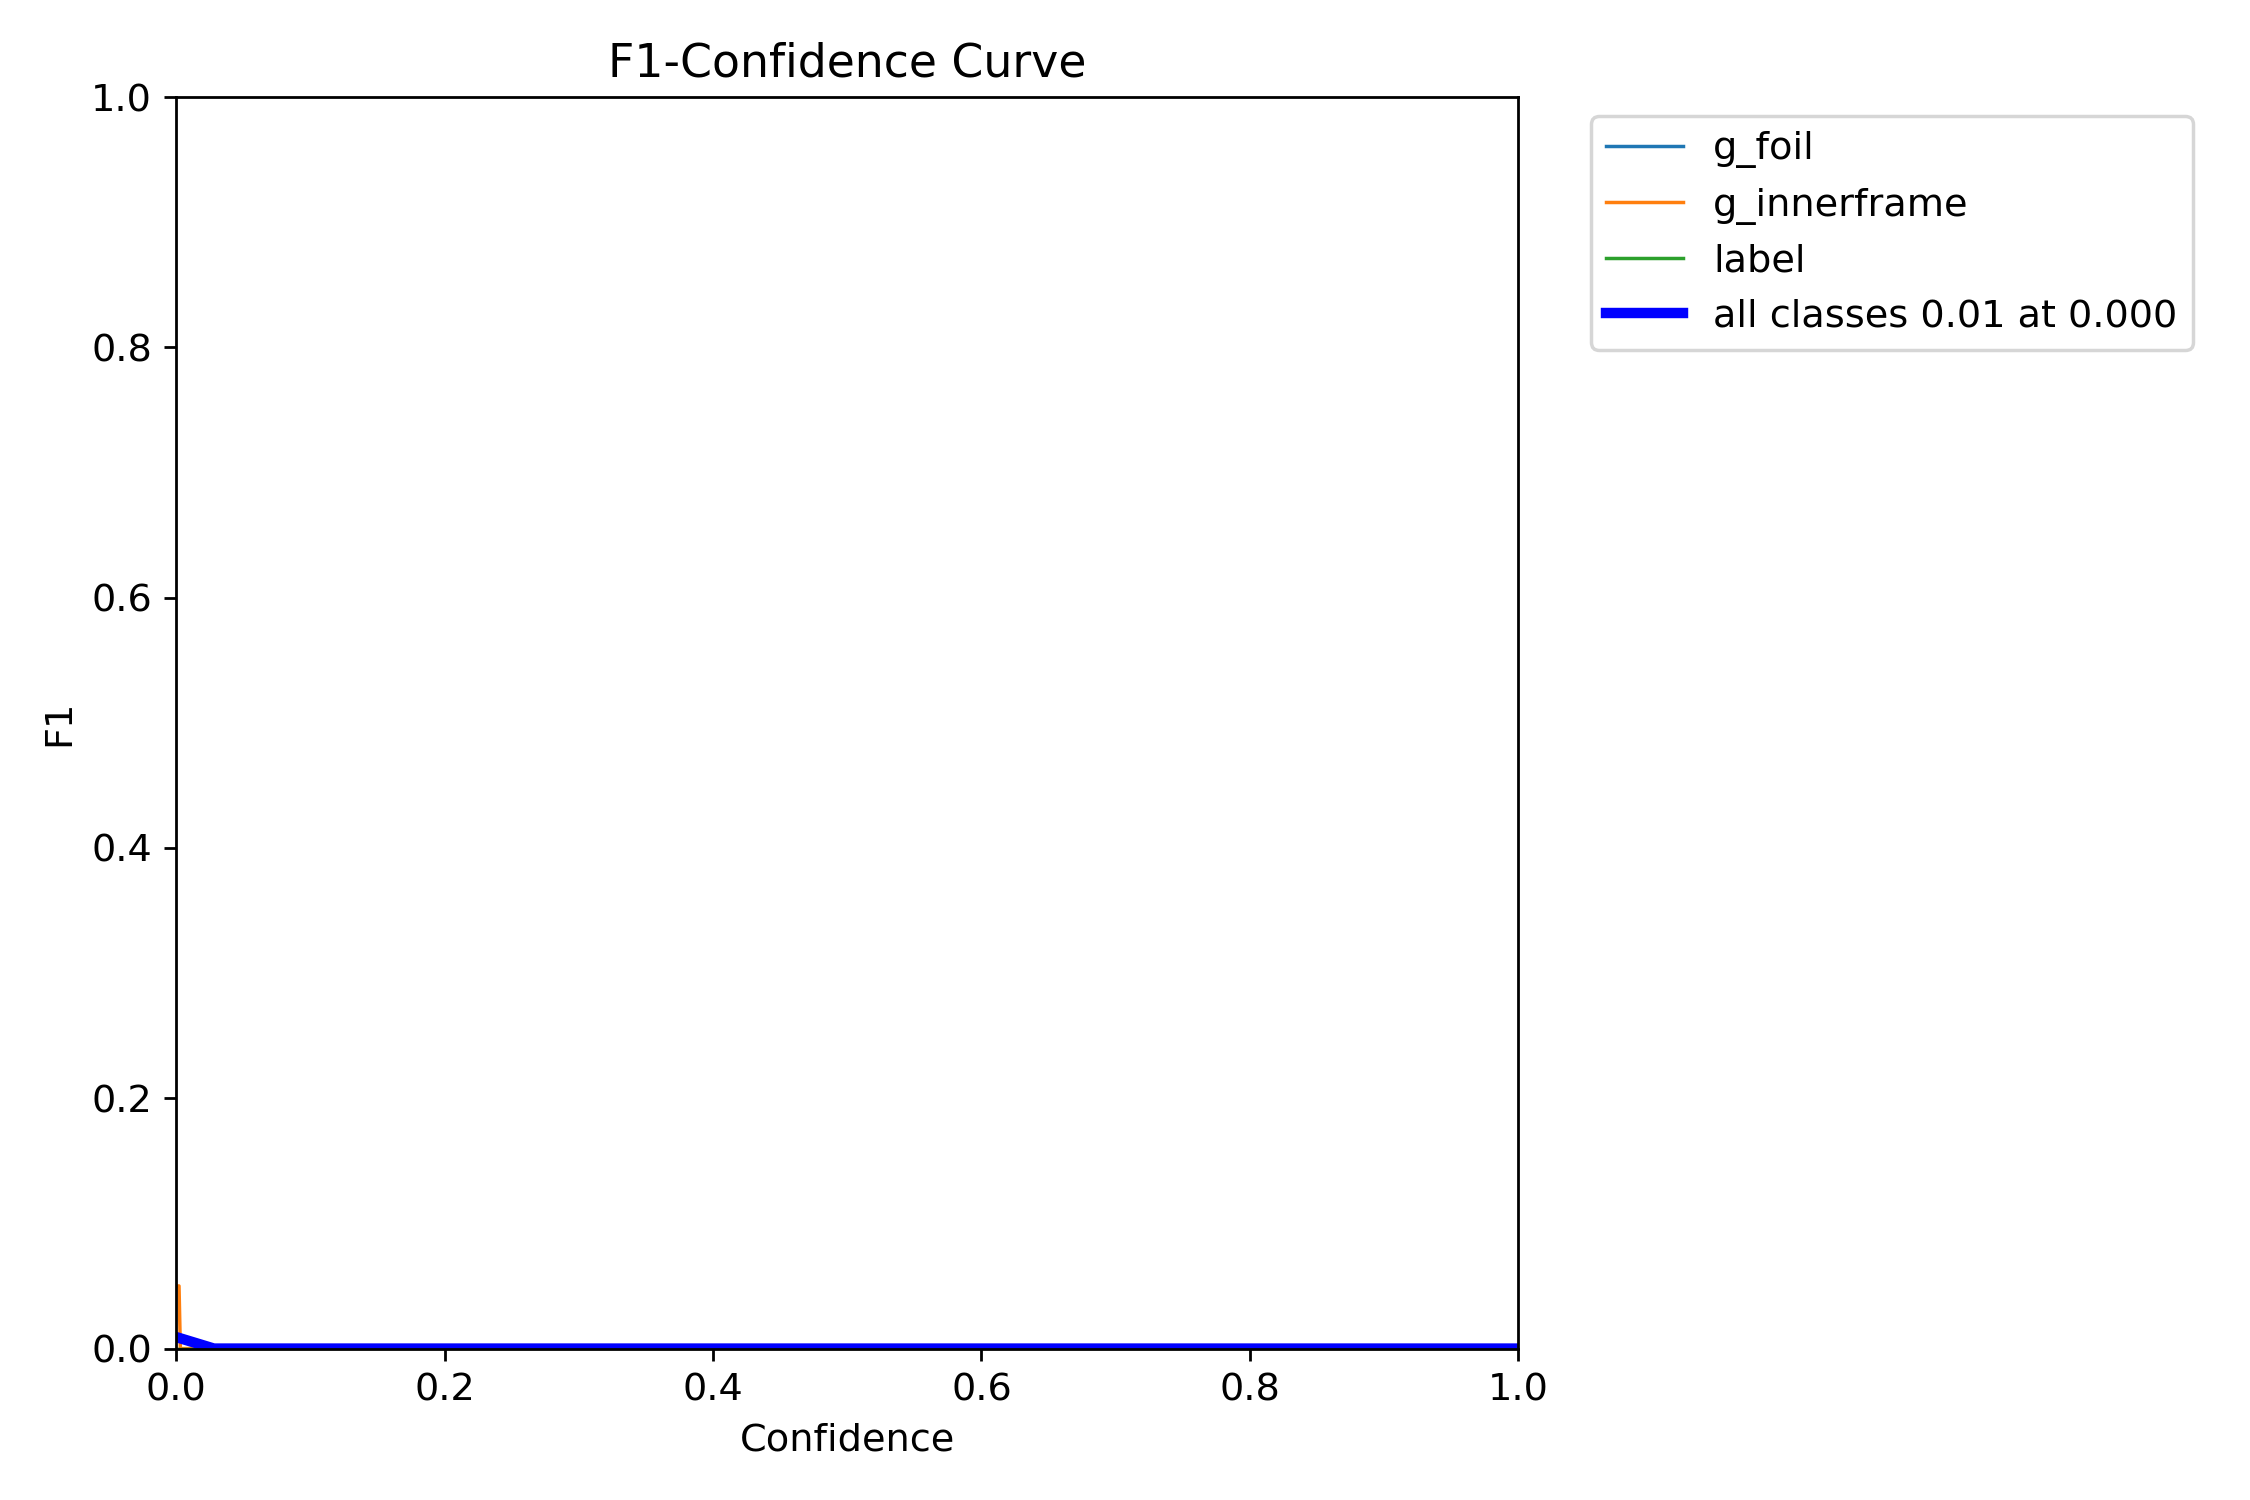 F1-Confidence Curve
1.0
0.8
0.6
0.4
0.2
0.0
F1
0.0 0.2 0.4 0.6 0.8 1.0
Confidence
g_foil
g_innerframe
label
all classes 0.01 at 0.000